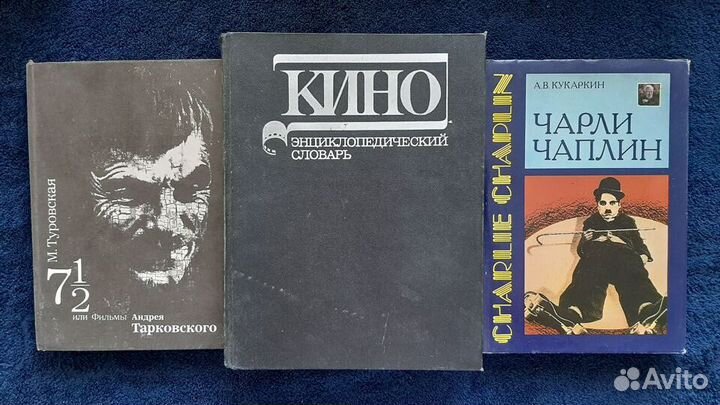 М. Туровская
7 1/2
или Фильмы Андрея
Тарковского
КИНО
ЭНЦИКЛОПЕДИЧЕСКИЙ
СЛОВАРЬ
CHARLIE CHAPLIN
А.В. КУКАРКИН
ЧАРЛИ
ЧАПЛИН
Avito